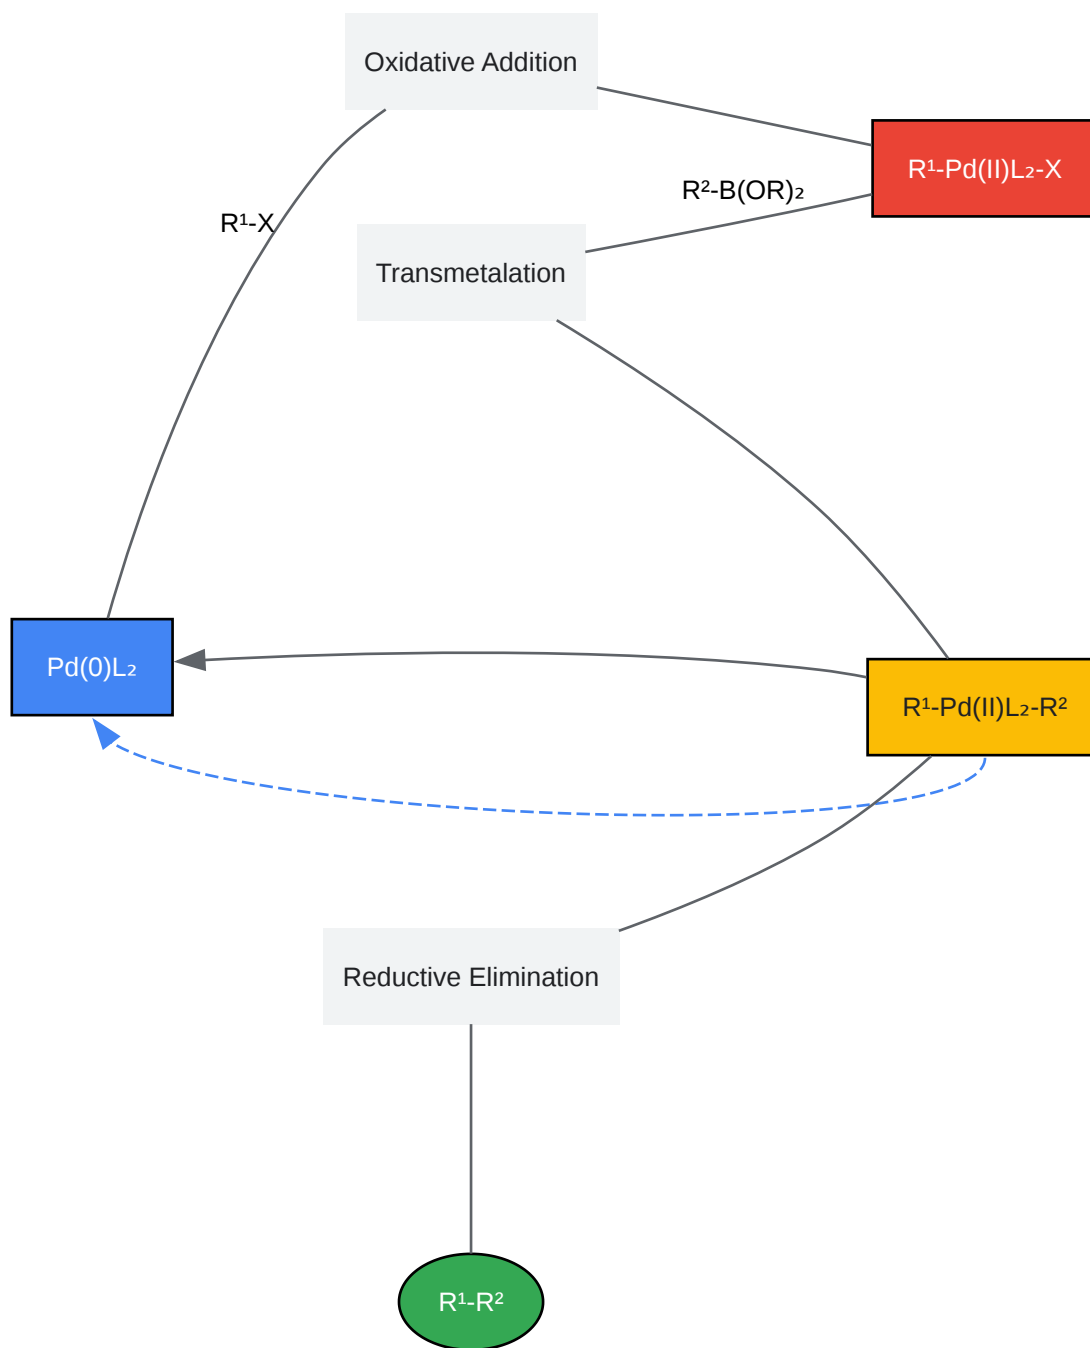 Oxidative Addition
R¹-Pd(II)L₂-X
R²-B(OR)₂
R¹-X
Transmetalation
Pd(0)L₂
R¹-Pd(II)L₂-R²
Reductive Elimination
R¹-R²